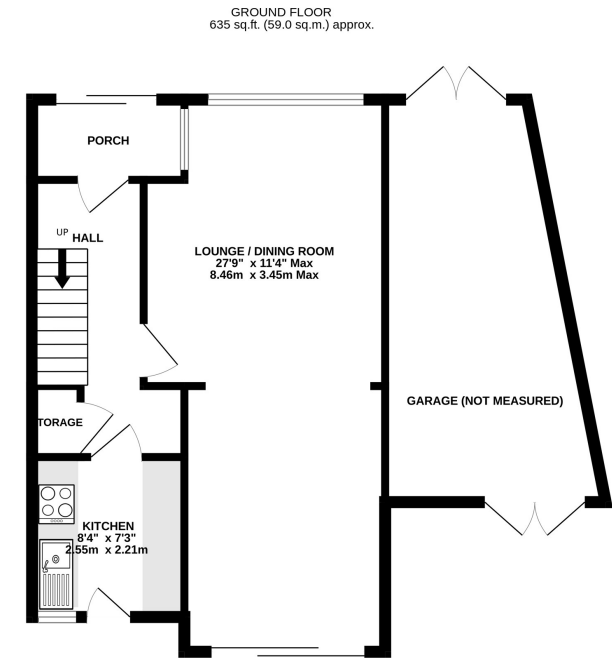 GROUND FLOOR
635 sq.ft. (59.0 sq.m.) approx.
PORCH
UP
HALL
LOUNGE / DINING ROOM
27'9" x 11'4" Max
8.46m x 3.45m Max
GARAGE (NOT MEASURED)
TORAGE
KITCHEN
8'4" x 7'3"
2.55m x 2.21m